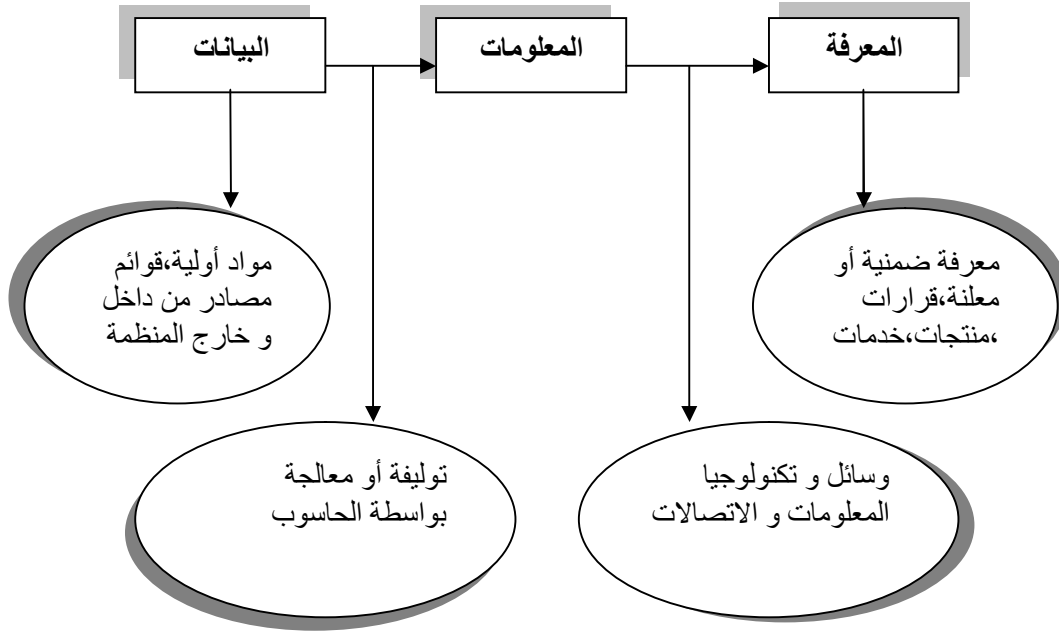 البيانات
المعلومات
المعرفة
مواد أولية،قوائم
مصادر من داخل
و خارج المنظمة
معرفة ضمنية أو
معلنة،قرارات
،منتجات،خدمات
توليفة أو معالجة
بواسطة الحاسوب
وسائل و تكنولوجيا
المعلومات و الاتصالات